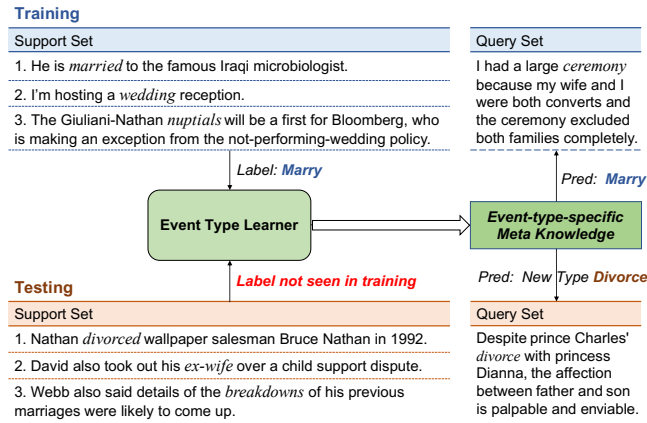 Training
Support Set
1. He is married to the famous Iraqi microbiologist.
2. I'm hosting a wedding reception.
3. The Giuliani-Nathan nuptials will be a first for Bloomberg, who
is making an exception from the not-performing-wedding policy.
Query Set
I had a large ceremony
because my wife and I
were both converts and
the ceremony excluded
both families completely.
Label: Marry
Pred: Marry
Event Type Learner
Event-type-specific
Meta Knowledge
Label not seen in training
Pred: New Type Divorce
Testing
Support Set
1. Nathan divorced wallpaper salesman Bruce Nathan in 1992.
2. David also took out his ex-wife over a child support dispute.
3. Webb also said details of the breakdowns of his previous
marriages were likely to come up.
Query Set
Despite prince Charles'
divorce with princess
Dianna, the affection
between father and son
is palpable and enviable.